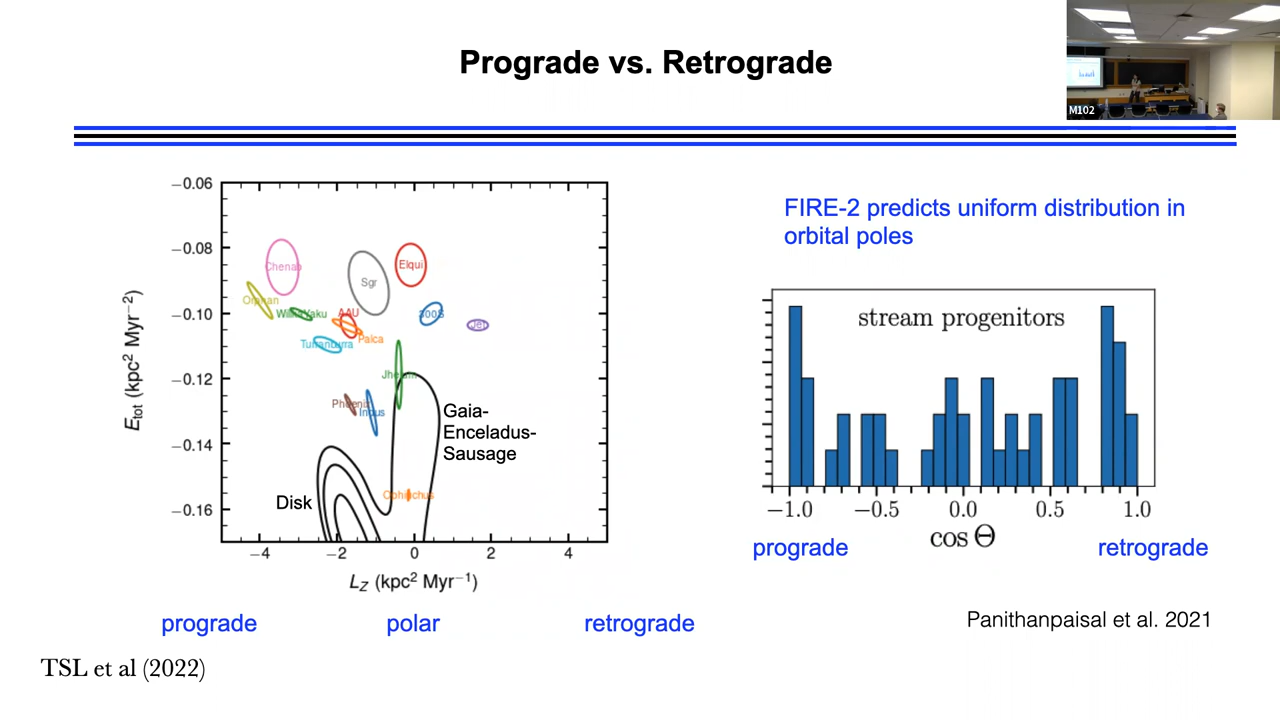 Prograde vs. Retrograde
M102
−0.06
−0.08
−0.10
−0.12
−0.14
−0.16
E_tot (kpc² Myr⁻²)
Chenab
Sgr
Elqui
Orphan
Willka Yaku
AAU
300S
Jet
Palca
Turranburra
Jhelum
Phoenix
Indus
Gaia-
Enceladus-
Sausage
Ophiuchus
Disk
−4
−2
0
2
4
L_Z (kpc² Myr⁻¹)
prograde
polar
retrograde
TSL et al (2022)
FIRE-2 predicts uniform distribution in
orbital poles
stream progenitors
−1.0
−0.5
0.0
0.5
1.0
prograde
cos Θ
retrograde
Panithanpaisal et al. 2021